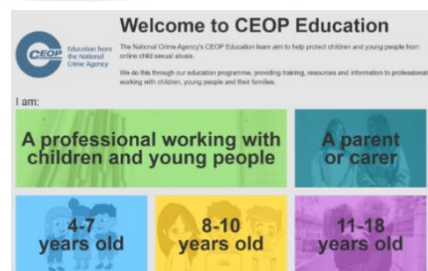 Welcome to CEOP Education
CEOP
Education from
the National
Crime Agency
The National Crime Agency's CEOP Education team aim to help protect children and young people from
online child sexual abuse.
We do this through our education programme, providing training, resources and information to professionals
working with children, young people and their families.
I am:
A professional working with
children and young people
A parent
or carer
4-7
years old
8-10
years old
11-18
years old